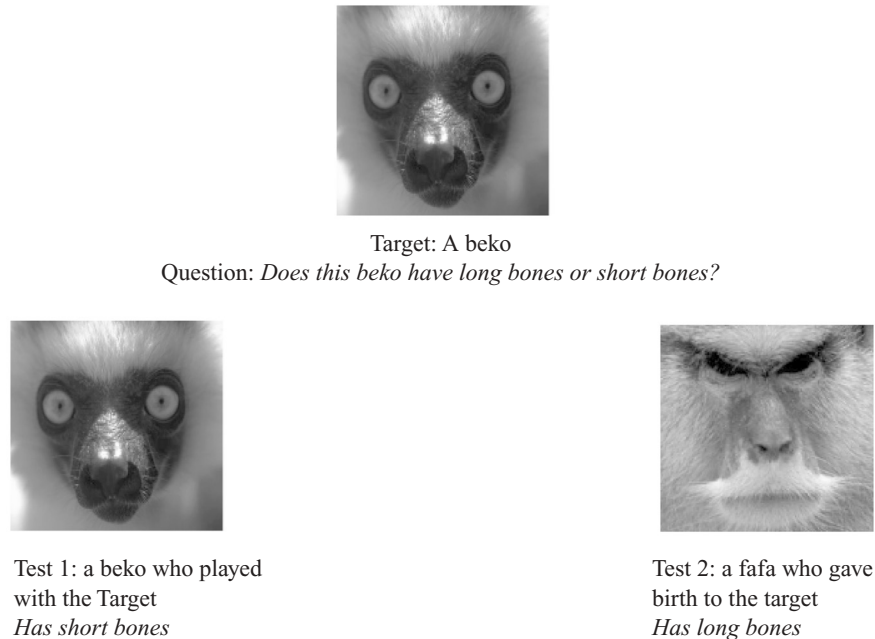 Target: A beko
Question: Does this beko have long bones or short bones?
Test 1: a beko who played
with the Target
Has short bones
Test 2: a fafa who gave
birth to the target
Has long bones